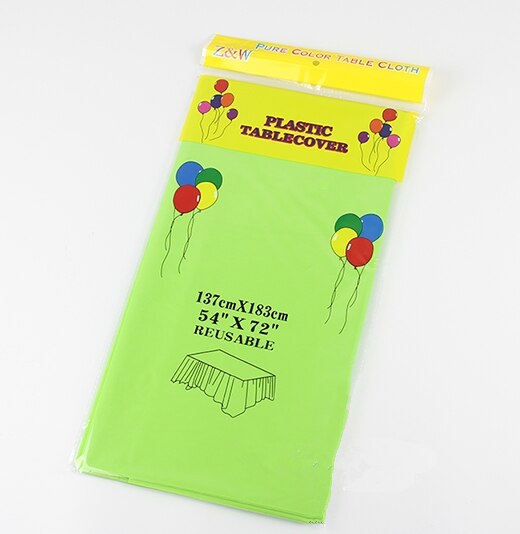 Z&W PURE COLOR TABLE CLOTH
PLASTIC
TABLECOVER
137cmX183cm
54" X 72"
REUSABLE